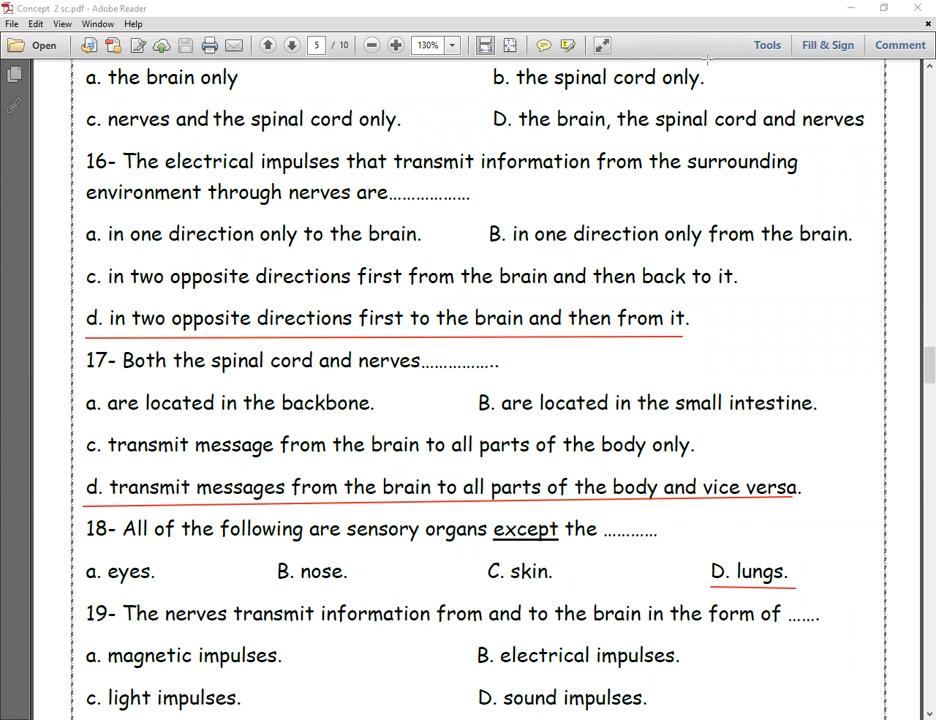 Concept 2 sc.pdf - Adobe Reader
File Edit View Window Help
Open 5 / 10 130% Tools Fill & Sign Comment
a. the brain only b. the spinal cord only.
c. nerves and the spinal cord only. D. the brain, the spinal cord and nerves
16- The electrical impulses that transmit information from the surrounding
environment through nerves are………………
a. in one direction only to the brain. B. in one direction only from the brain.
c. in two opposite directions first from the brain and then back to it.
d. in two opposite directions first to the brain and then from it.
17- Both the spinal cord and nerves……………..
a. are located in the backbone. B. are located in the small intestine.
c. transmit message from the brain to all parts of the body only.
d. transmit messages from the brain to all parts of the body and vice versa.
18- All of the following are sensory organs except the …………
a. eyes. B. nose. C. skin. D. lungs.
19- The nerves transmit information from and to the brain in the form of …….
a. magnetic impulses. B. electrical impulses.
c. light impulses. D. sound impulses.